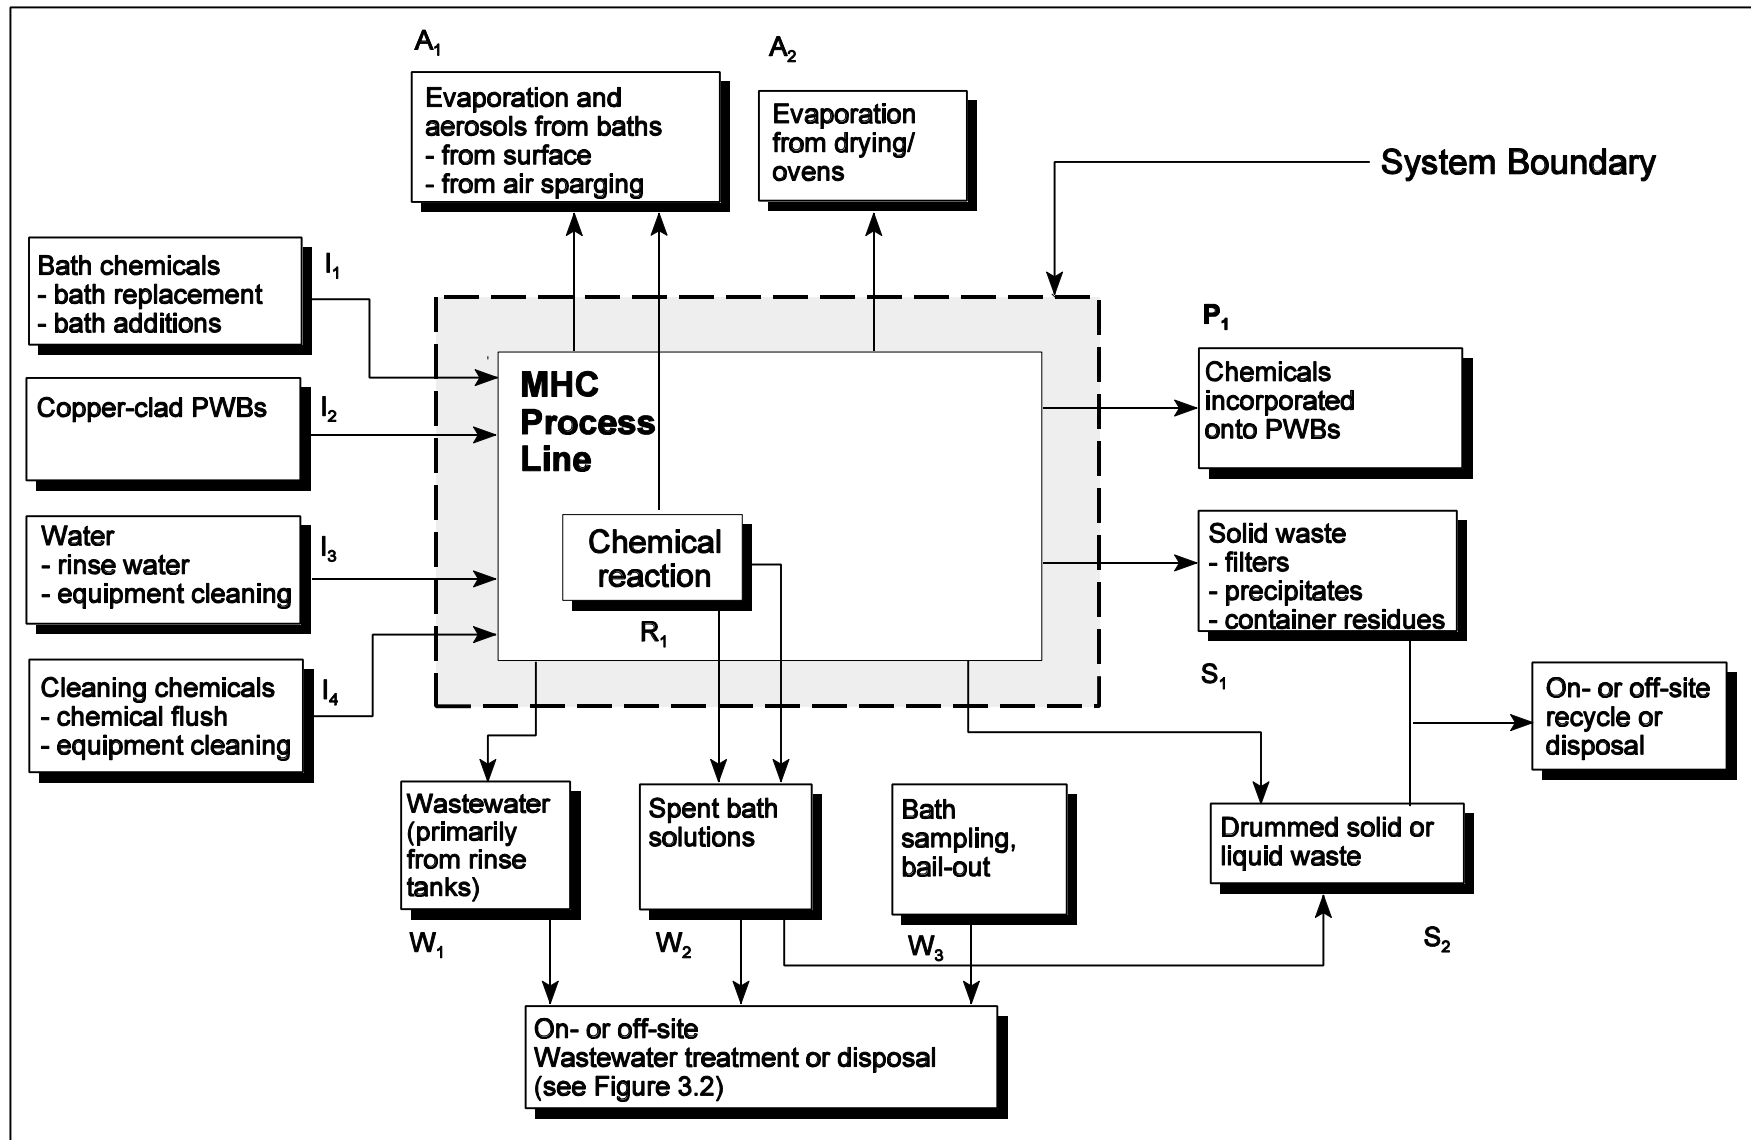 A1
A2
Evaporation and
aerosols from baths
- from surface
- from air sparging
Evaporation
from drying/
ovens
System Boundary
Bath chemicals
- bath replacement
- bath additions
I1
Copper-clad PWBs
I2
Water
- rinse water
- equipment cleaning
I3
Cleaning chemicals
- chemical flush
- equipment cleaning
I4
MHC
Process
Line
Chemical
reaction
R1
P1
Chemicals
incorporated
onto PWBs
Solid waste
- filters
- precipitates
- container residues
S1
On- or off-site
recycle or
disposal
Wastewater
(primarily
from rinse
tanks)
W1
Spent bath
solutions
W2
Bath
sampling,
bail-out
W3
Drummed solid or
liquid waste
S2
On- or off-site
Wastewater treatment or disposal
(see Figure 3.2)